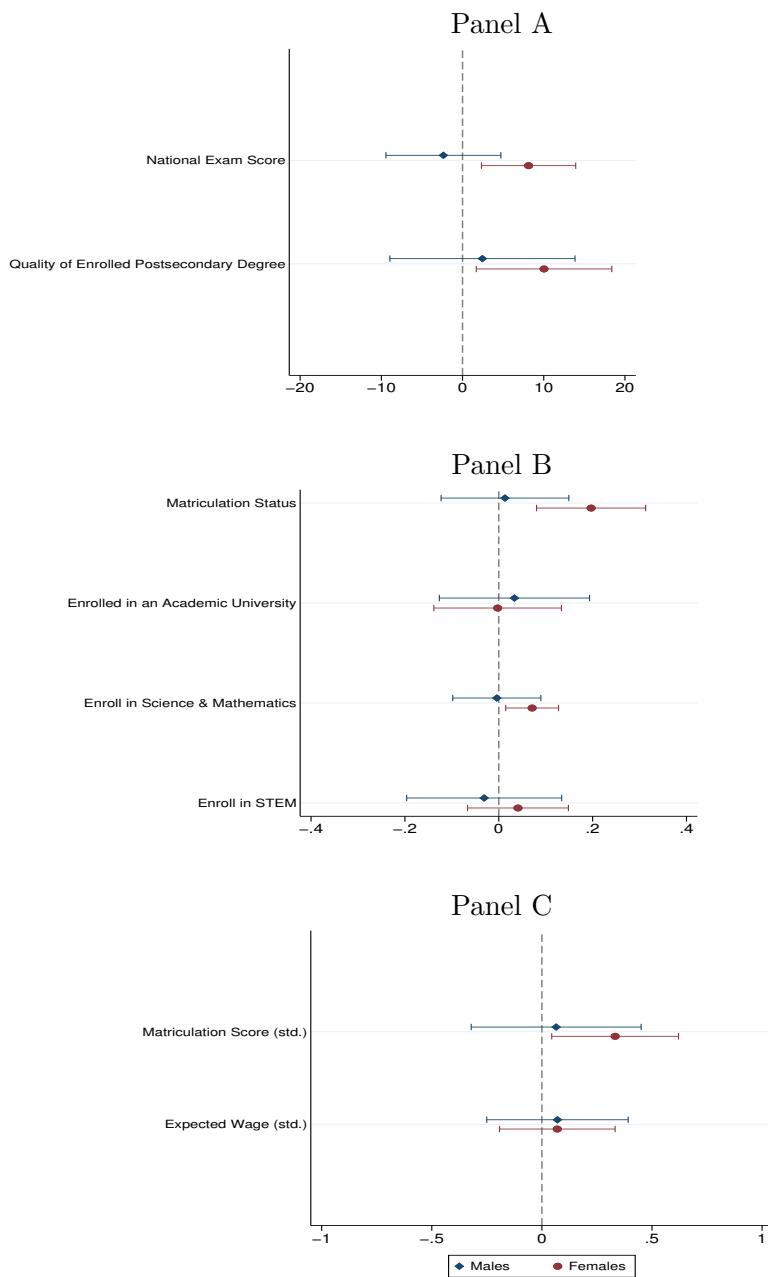 Panel A
National Exam Score
Quality of Enrolled Postsecondary Degree
−20 −10 0 10 20
Panel B
Matriculation Status
Enrolled in an Academic University
Enroll in Science & Mathematics
Enroll in STEM
−.4 −.2 0 .2 .4
Panel C
Matriculation Score (std.)
Expected Wage (std.)
−1 −.5 0 .5 1
Males Females